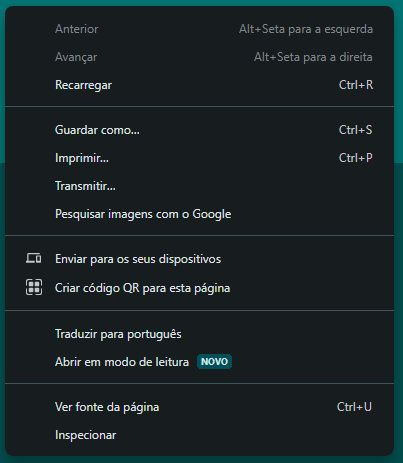 Anterior Alt+Seta para a esquerda
Avançar Alt+Seta para a direita
Recarregar Ctrl+R
Guardar como... Ctrl+S
Imprimir... Ctrl+P
Transmitir...
Pesquisar imagens com o Google
Enviar para os seus dispositivos
Criar código QR para esta página
Traduzir para português
Abrir em modo de leitura NOVO
Ver fonte da página Ctrl+U
Inspecionar